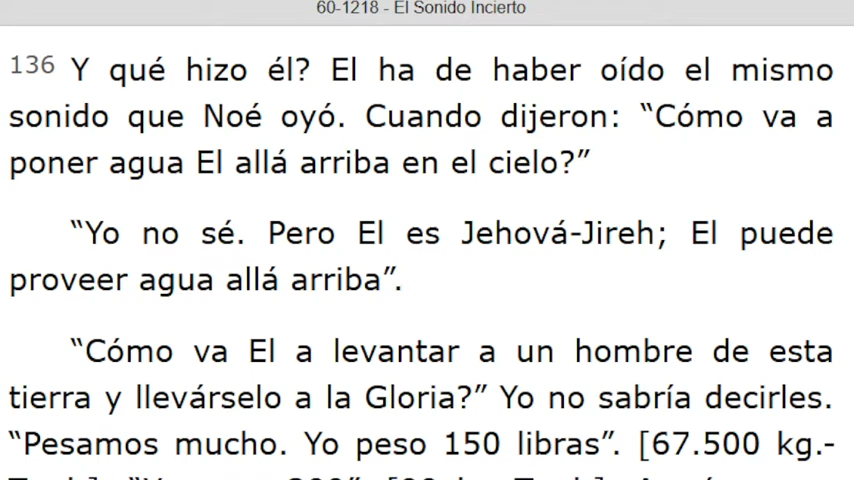 60-1218 - El Sonido Incierto
136 Y qué hizo él? El ha de haber oído el mismo
sonido que Noé oyó. Cuando dijeron: “Cómo va a
poner agua El allá arriba en el cielo?”
“Yo no sé. Pero El es Jehová-Jireh; El puede
proveer agua allá arriba”.
“Cómo va El a levantar a un hombre de esta
tierra y llevárselo a la Gloria?” Yo no sabría decirles.
“Pesamos mucho. Yo peso 150 libras”. [67.500 kg.-